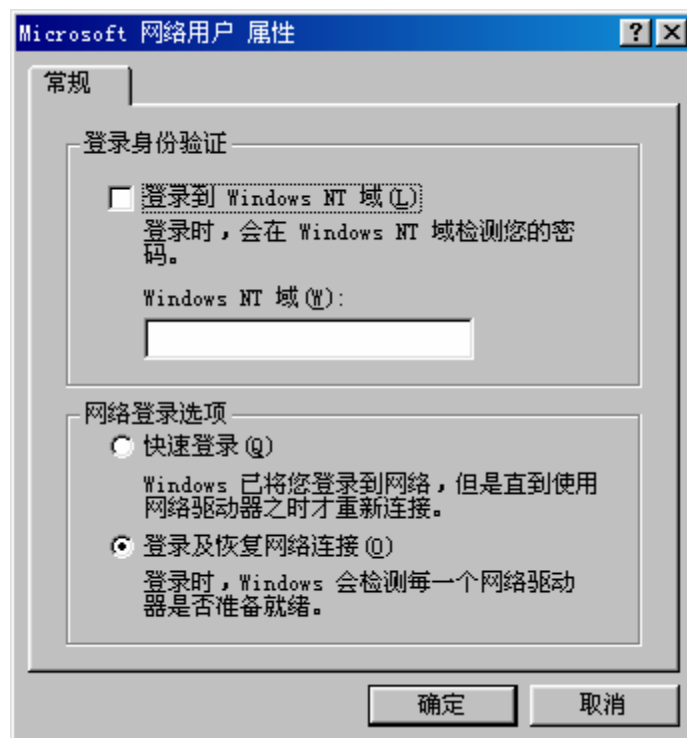 Microsoft 网络用户 属性
常规
登录身份验证
登录到 Windows NT 域(L)
登录时，会在 Windows NT 域检测您的密
码。
Windows NT 域(W):
网络登录选项
快速登录(Q)
Windows 已将您登录到网络，但是直到使用
网络驱动器之时才重新连接。
登录及恢复网络连接(O)
登录时，Windows 会检测每一个网络驱动
器是否准备就绪。
确定
取消